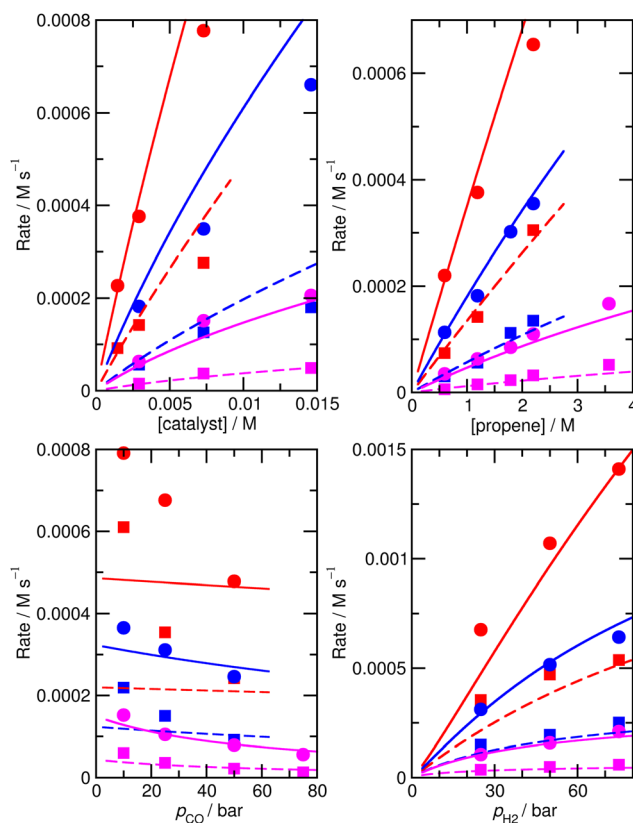 0.0008
0.0006
0.0004
0.0002
0
Rate / M s⁻¹
0 0.005 0.01 0.015
[catalyst] / M
0.0006
0.0004
0.0002
0
Rate / M s⁻¹
0 1 2 3 4
[propene] / M
0.0008
0.0006
0.0004
0.0002
0
Rate / M s⁻¹
0 20 40 60 80
pCO / bar
0.0015
0.001
0.0005
0
Rate / M s⁻¹
0 30 60
pH2 / bar